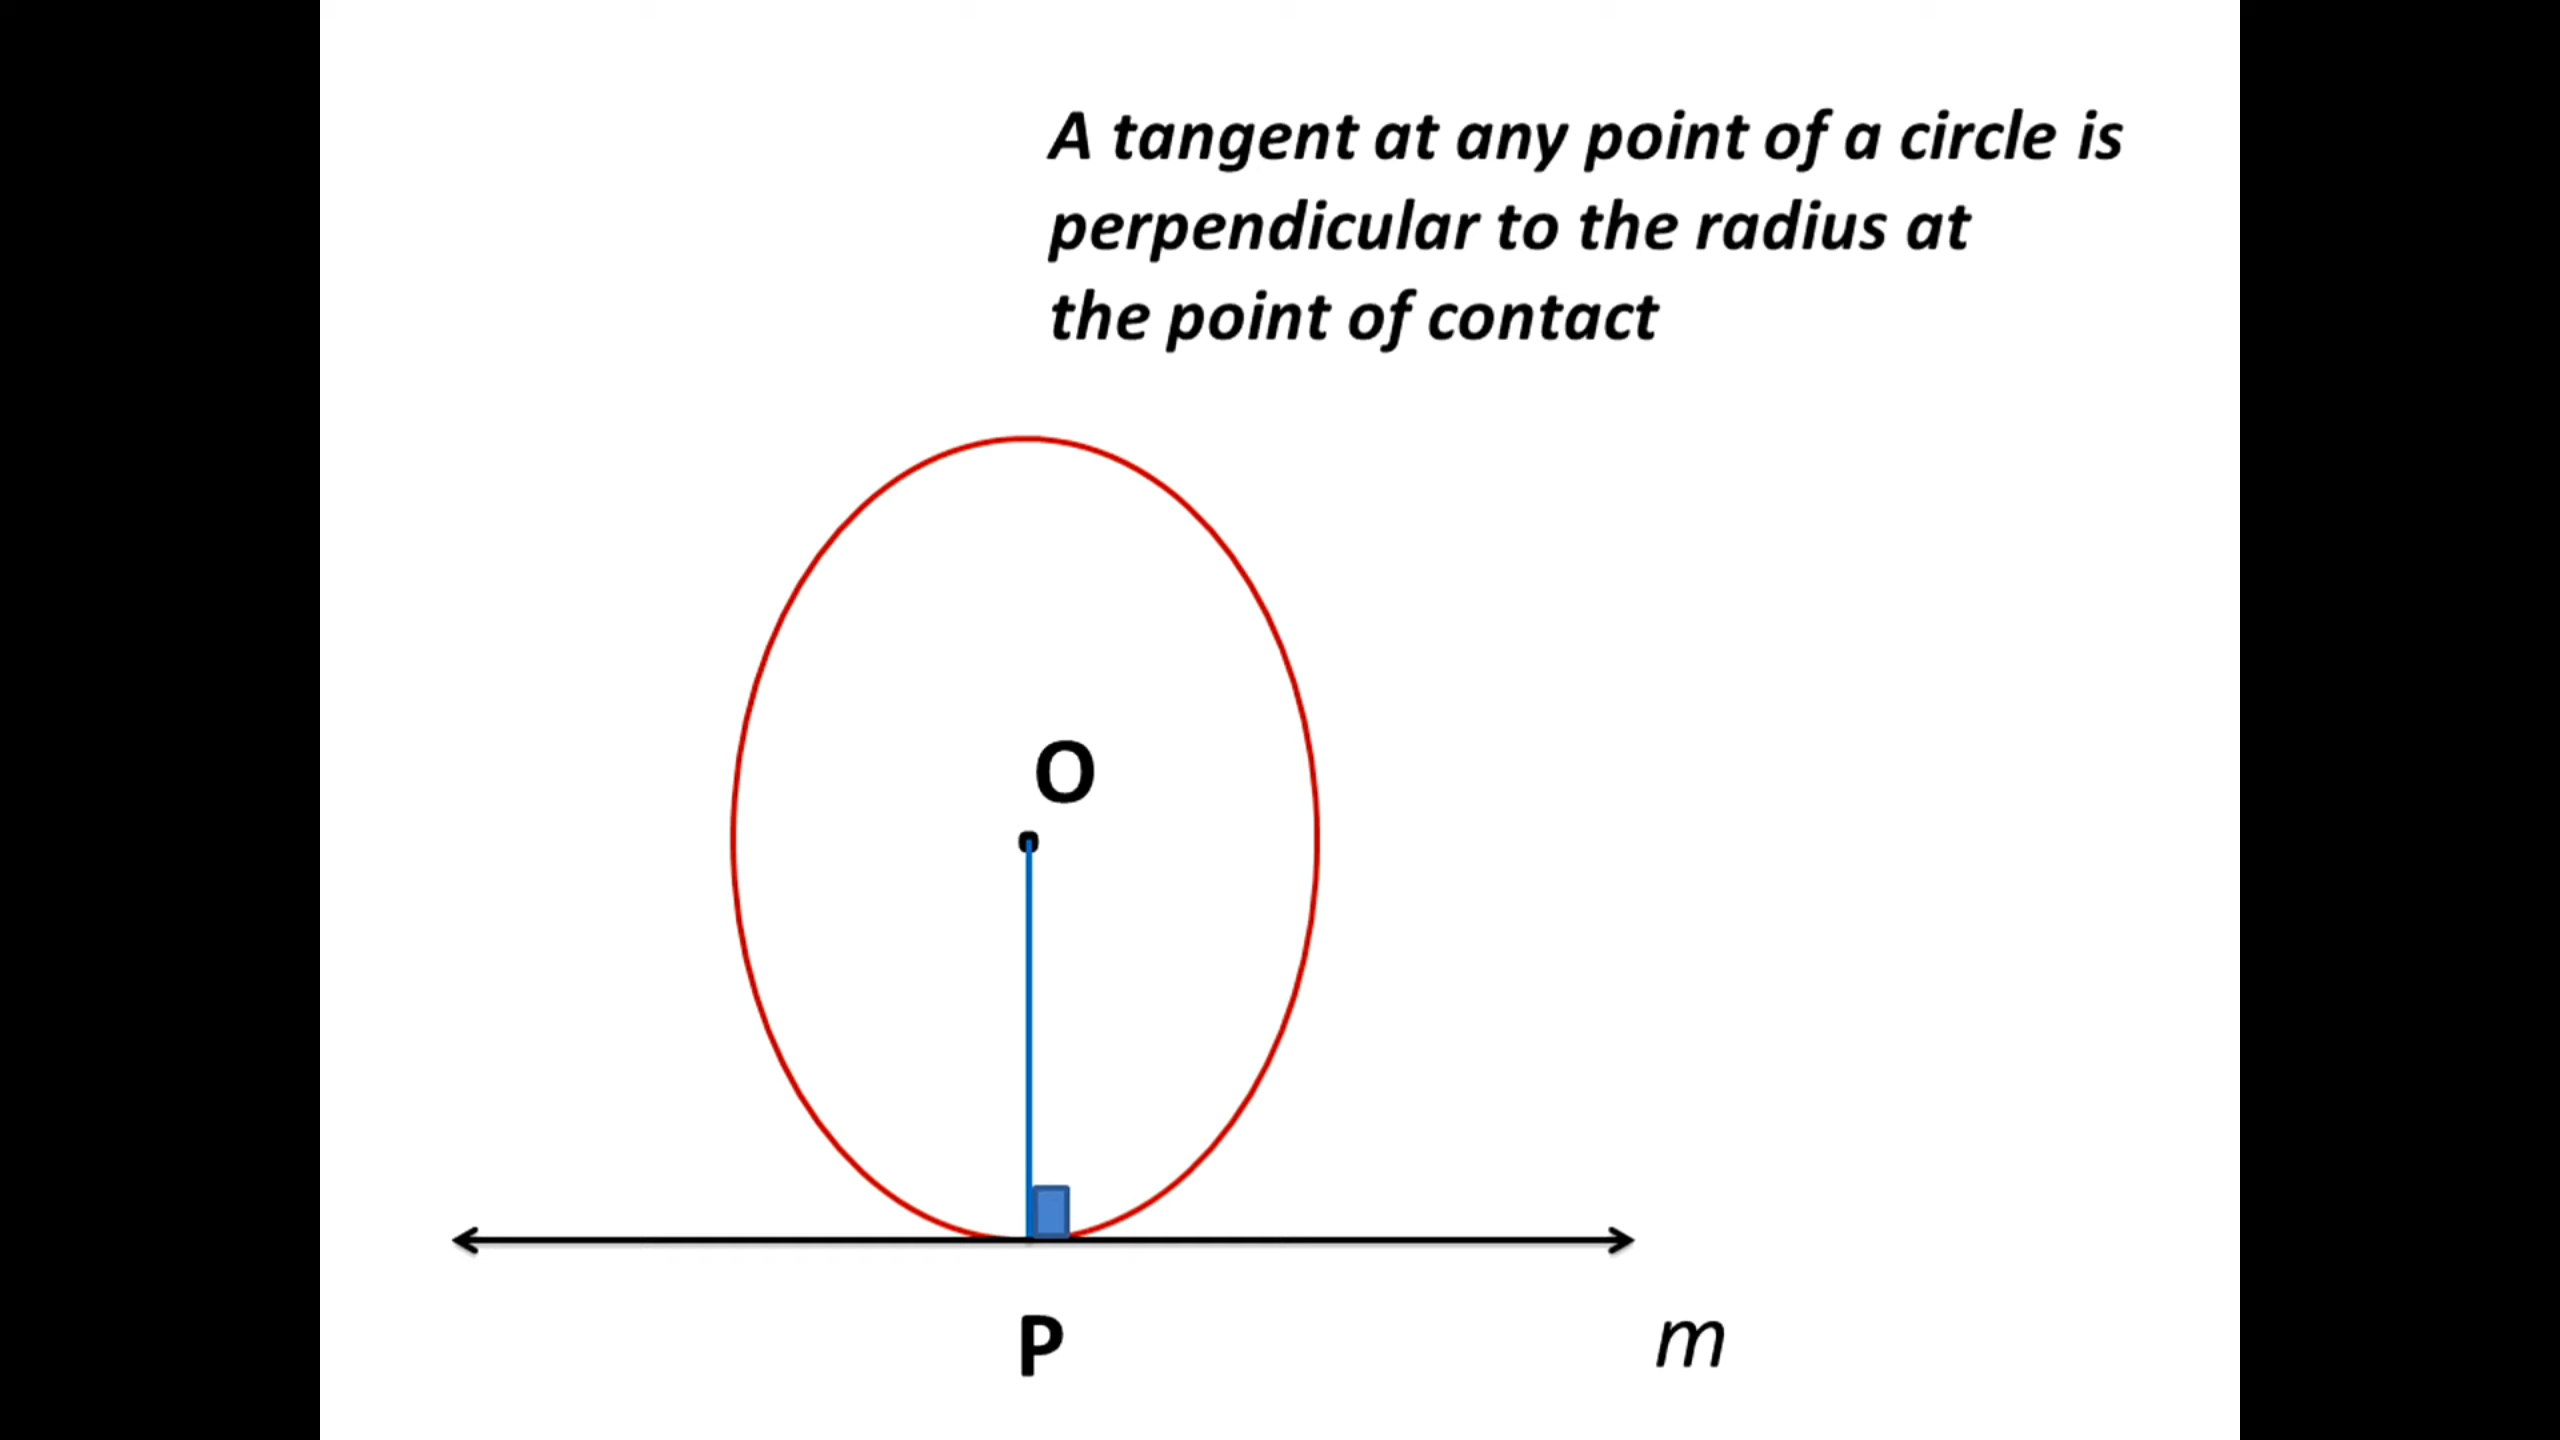 A tangent at any point of a circle is
perpendicular to the radius at
the point of contact
O
P
m